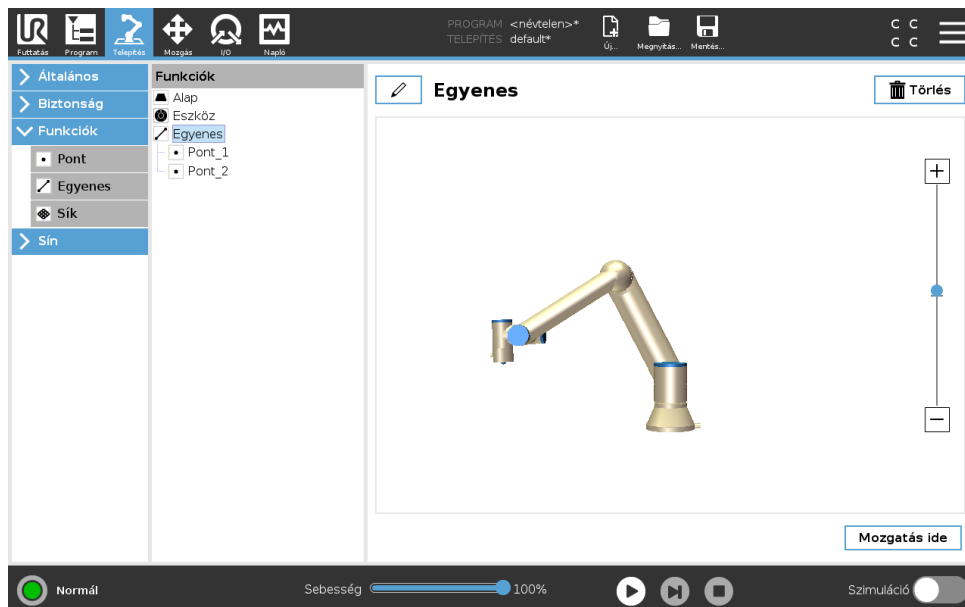 Futtatás Program Telepítés Mozgás I/O Napló
PROGRAM <névtelen>*
TELEPÍTÉS default*
Új... Megnyitás... Mentés...
C C
C C
Általános
Biztonság
Funkciók
Pont
Egyenes
Sík
Sín
Funkciók
Alap
Eszköz
Egyenes
Pont_1
Pont_2
Egyenes
Törlés
Mozgatás ide
Normál
Sebesség
100%
Szimuláció